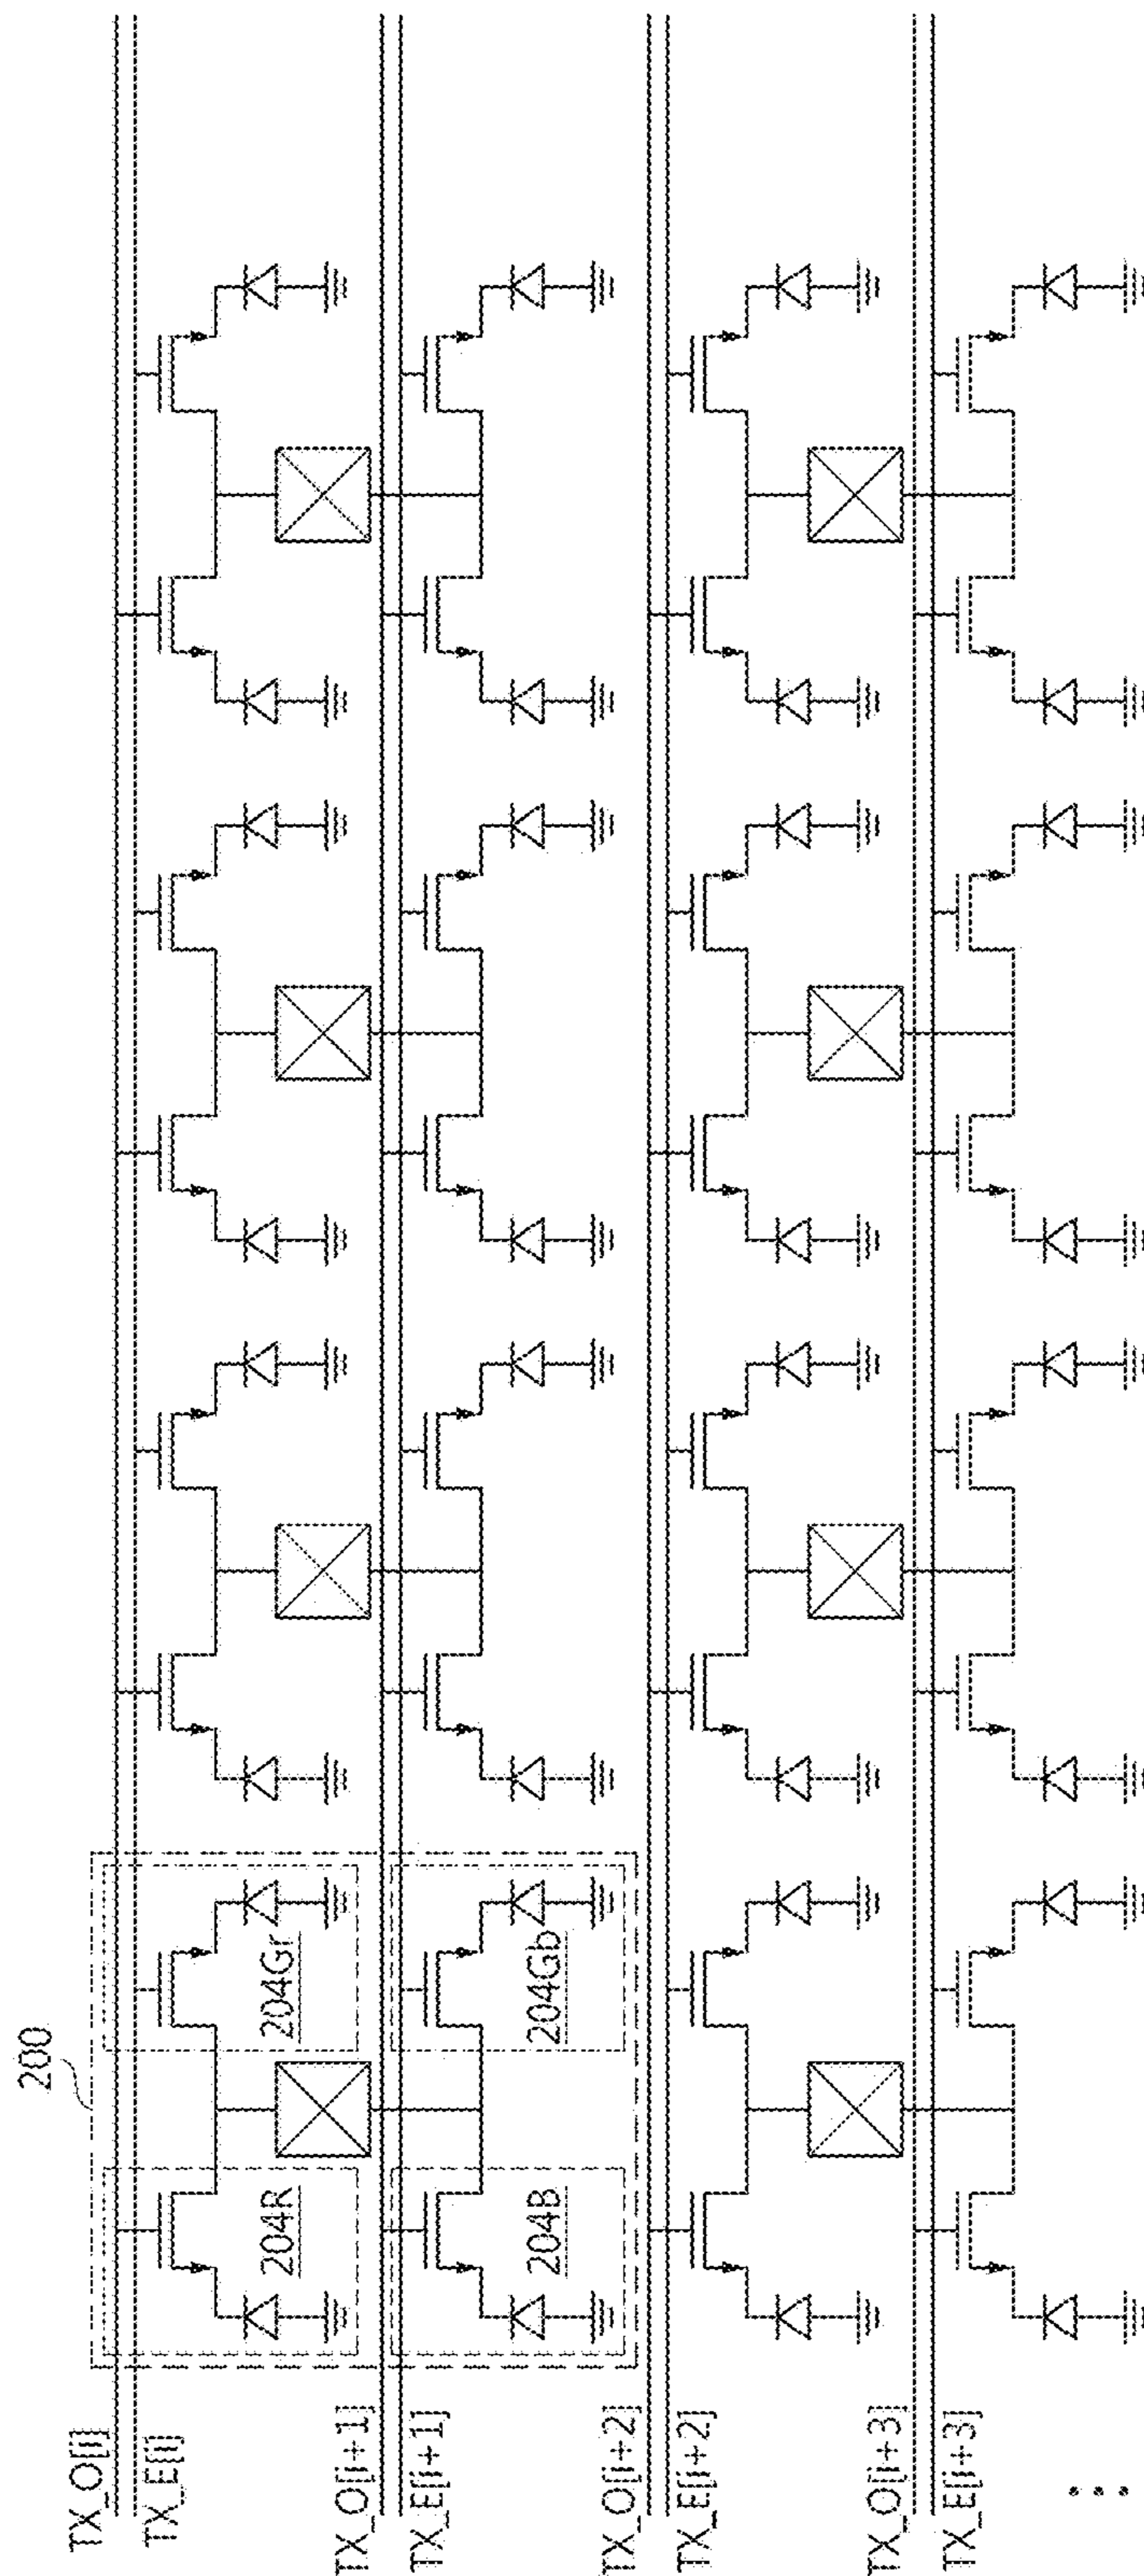 200
TX_O[i]
TX_E[i]
204R
204Gr
TX_O[i+1]
TX_E[i+1]
204B
204Gb
TX_O[i+2]
TX_E[i+2]
TX_O[i+3]
TX_E[i+3]